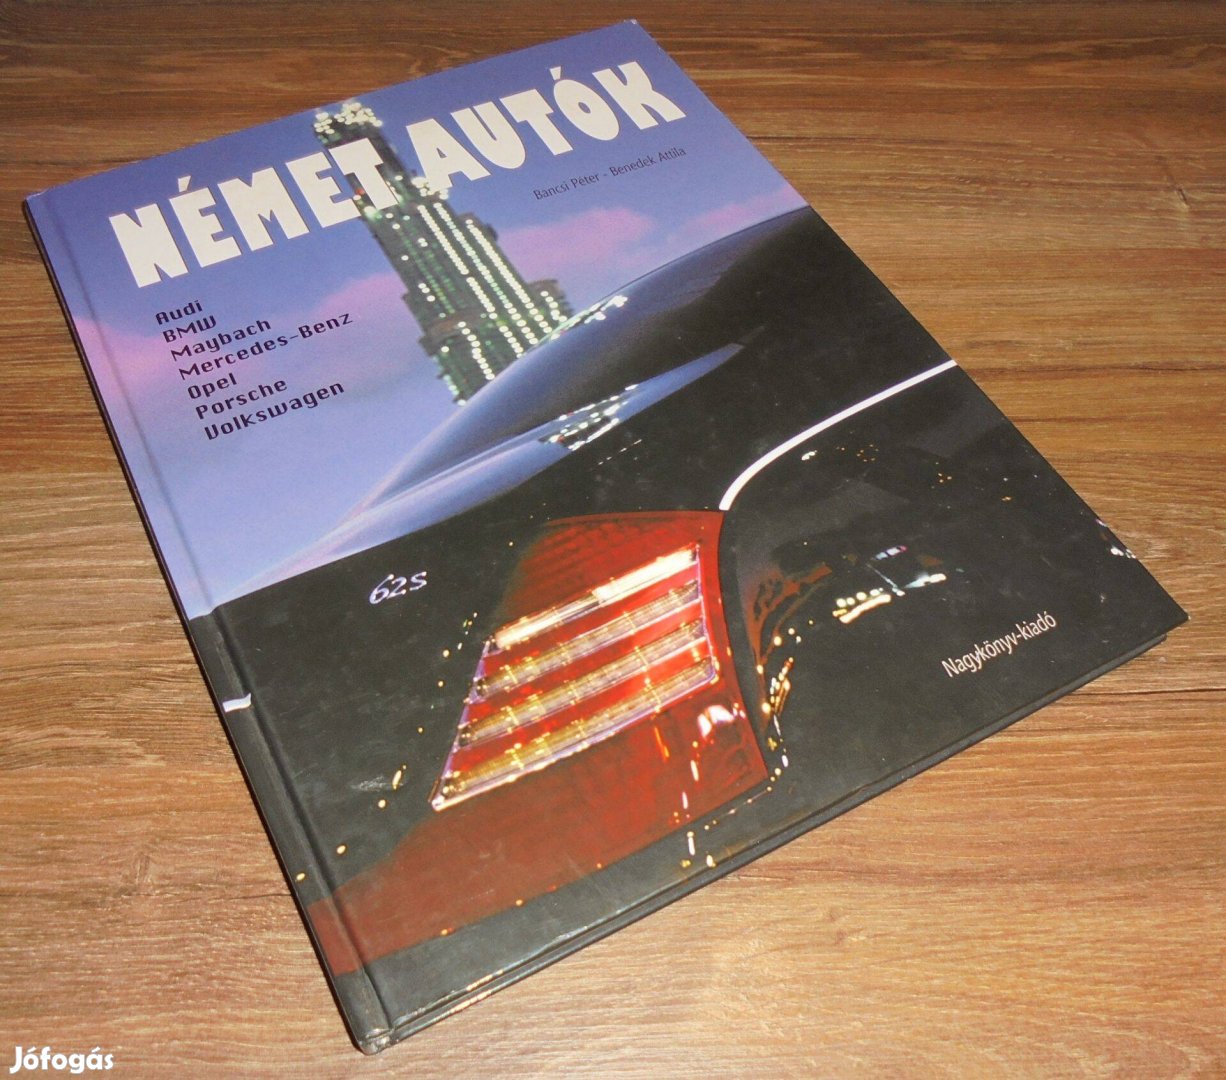 NÉMET AUTÓK
Bancsi Péter - Benedek Attila
Audi
BMW
Maybach
Mercedes-Benz
Opel
Porsche
Volkswagen
62S
Nagykönyv-kiadó
Jófogás